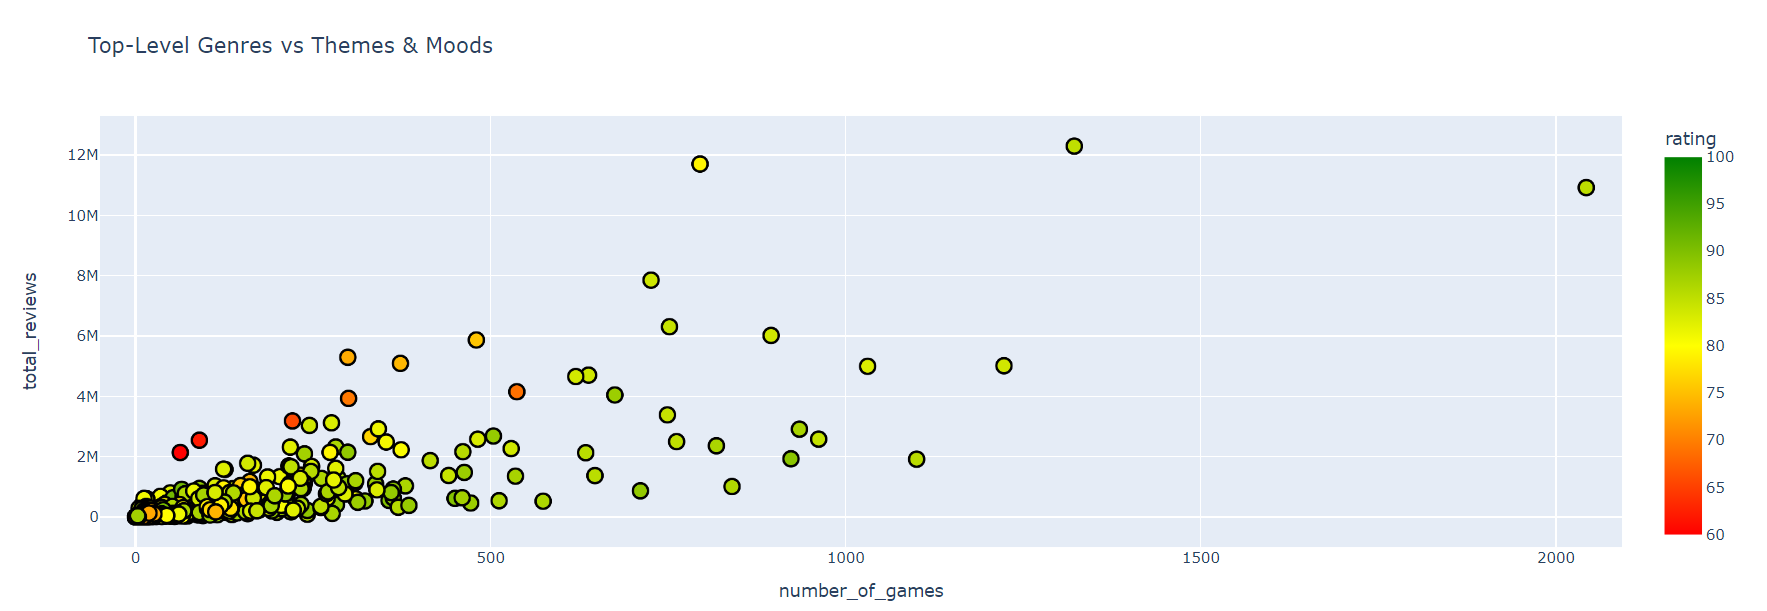 Top-Level Genres vs Themes & Moods
total_reviews
12M
10M
8M
6M
4M
2M
0
0
500
1000
1500
2000
number_of_games
rating
100
95
90
85
80
75
70
65
60